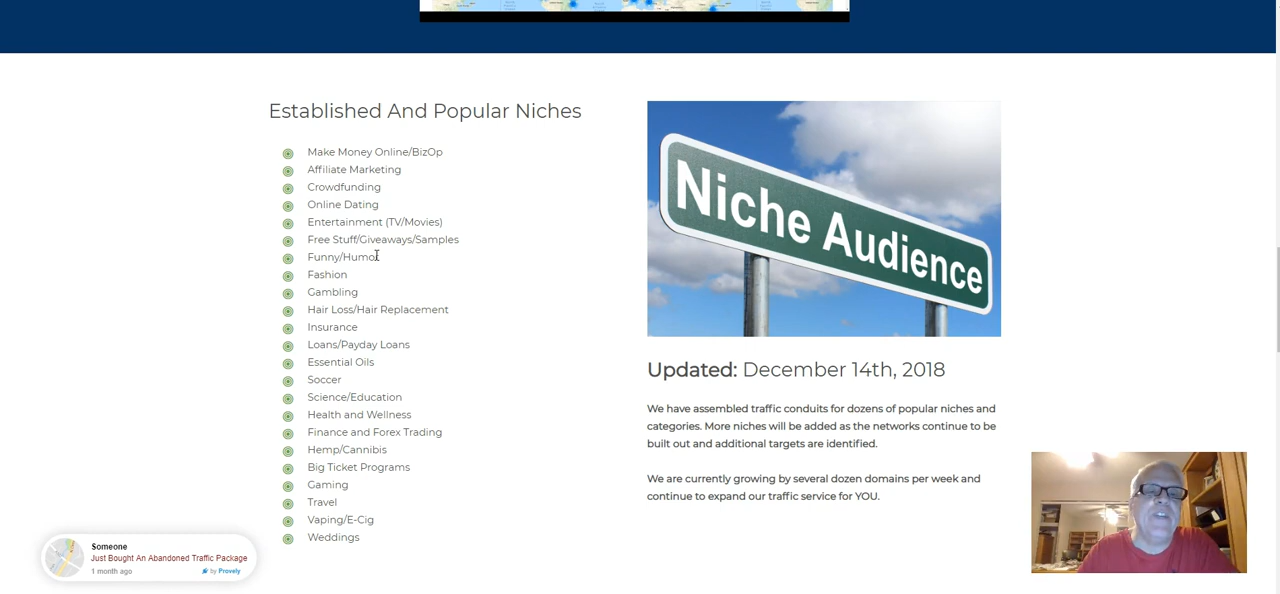 Established And Popular Niches
Make Money Online/BizOp
Affiliate Marketing
Crowdfunding
Online Dating
Entertainment (TV/Movies)
Free Stuff/Giveaways/Samples
Funny/Humor
Fashion
Gambling
Hair Loss/Hair Replacement
Insurance
Loans/Payday Loans
Essential Oils
Soccer
Science/Education
Health and Wellness
Finance and Forex Trading
Hemp/Cannibis
Big Ticket Programs
Gaming
Travel
Vaping/E-Cig
Weddings
Niche Audience
Updated: December 14th, 2018
We have assembled traffic conduits for dozens of popular niches and
categories. More niches will be added as the networks continue to be
built out and additional targets are identified.
We are currently growing by several dozen domains per week and
continue to expand our traffic service for YOU.
Someone
Just Bought An Abandoned Traffic Package
1 month ago
by Provely